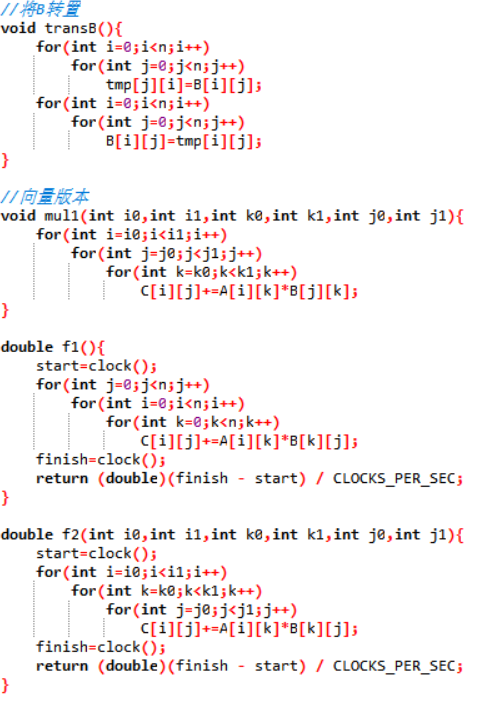 //将B转置
void transB(){
    for(int i=0;i<n;i++)
        for(int j=0;j<n;j++)
            tmp[j][i]=B[i][j];
    for(int i=0;i<n;i++)
        for(int j=0;j<n;j++)
            B[i][j]=tmp[i][j];
}
//向量版本
void mul1(int i0,int i1,int k0,int k1,int j0,int j1){
    for(int i=i0;i<i1;i++)
        for(int j=j0;j<j1;j++)
            for(int k=k0;k<k1;k++)
                C[i][j]+=A[i][k]*B[j][k];
}
double f1(){
    start=clock();
    for(int j=0;j<n;j++)
        for(int i=0;i<n;i++)
            for(int k=0;k<n;k++)
                C[i][j]+=A[i][k]*B[k][j];
    finish=clock();
    return (double)(finish - start) / CLOCKS_PER_SEC;
}
double f2(int i0,int i1,int k0,int k1,int j0,int j1){
    start=clock();
    for(int i=i0;i<i1;i++)
        for(int k=k0;k<k1;k++)
            for(int j=j0;j<j1;j++)
                C[i][j]+=A[i][k]*B[k][j];
    finish=clock();
    return (double)(finish - start) / CLOCKS_PER_SEC;
}